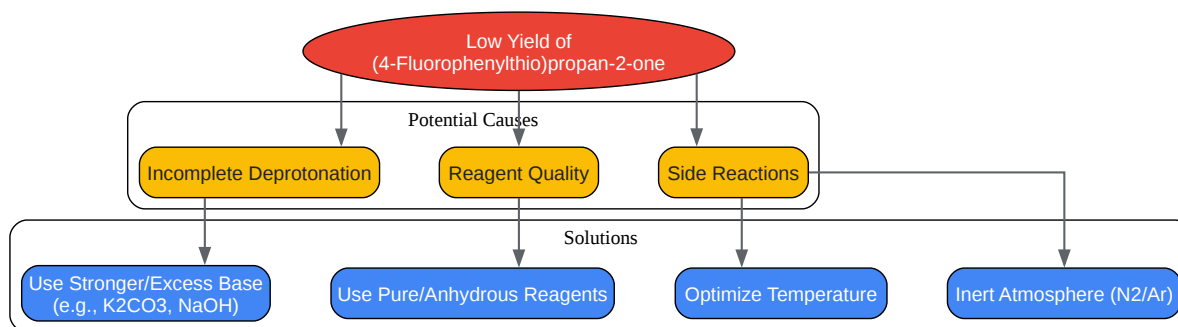 Low Yield of
(4-Fluorophenylthio)propan-2-one
Potential Causes
Incomplete Deprotonation
Reagent Quality
Side Reactions
Solutions
Use Stronger/Excess Base
(e.g., K2CO3, NaOH)
Use Pure/Anhydrous Reagents
Optimize Temperature
Inert Atmosphere (N2/Ar)